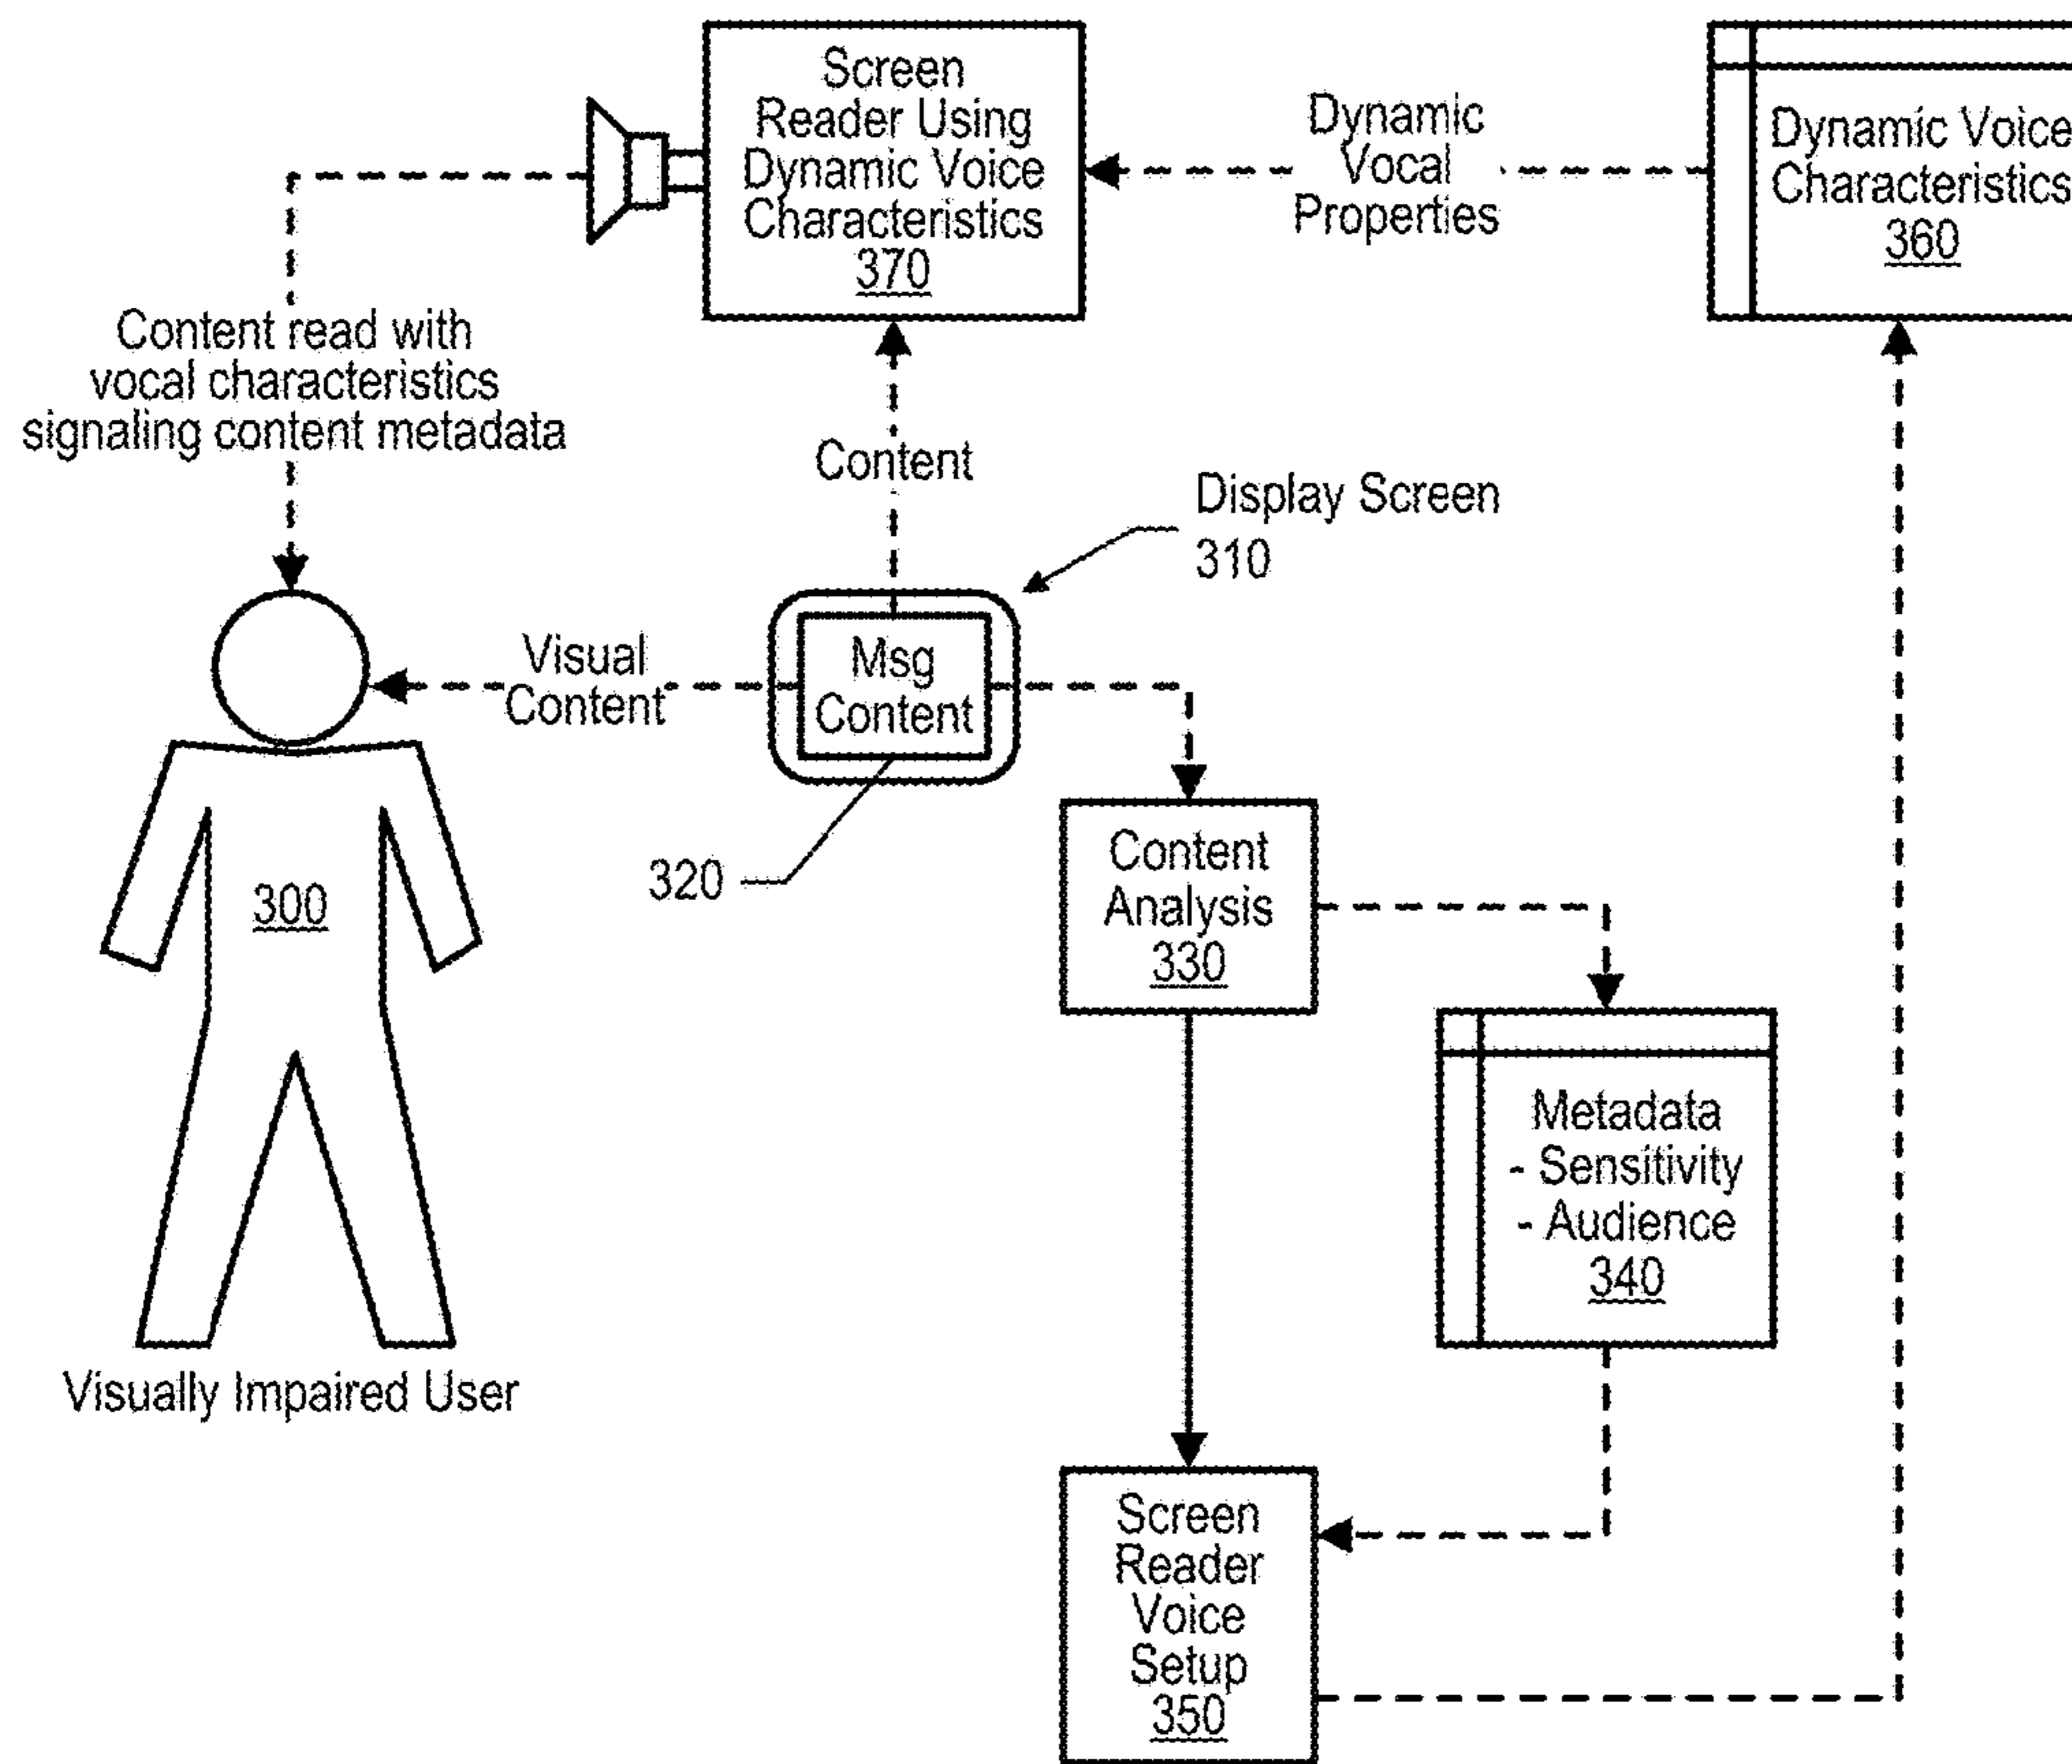 Screen
Reader Using
Dynamic Voice
Characteristics
370
Dynamic
Vocal
Properties
Dynamic Voice
Characteristics
360
Content read with
vocal characteristics
signaling content metadata
Content
Display Screen
310
Visual
Content
Msg
Content
320
300
Visually Impaired User
Content
Analysis
330
Metadata
- Sensitivity
- Audience
340
Screen
Reader
Voice
Setup
350